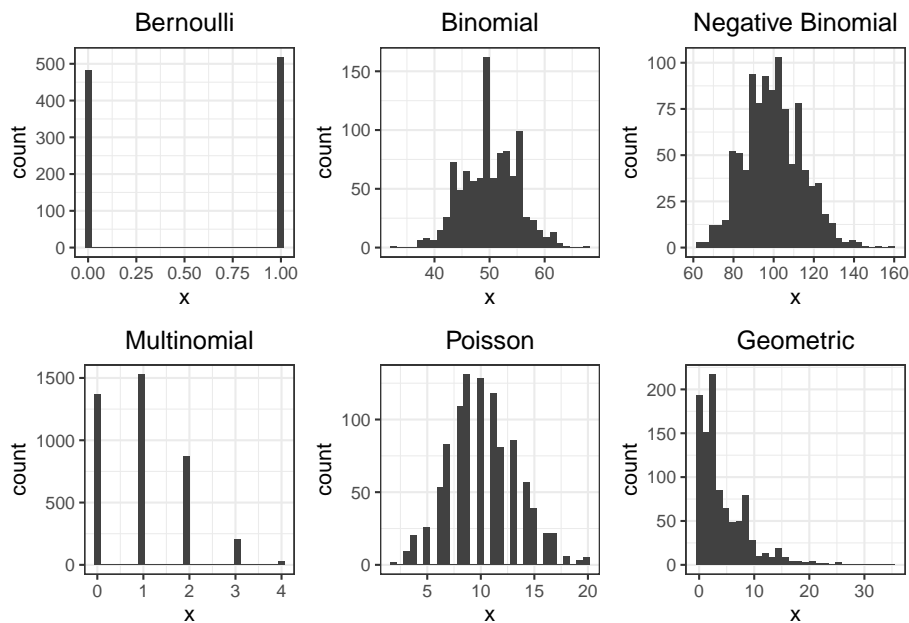 Bernoulli
500
400
300
200
100
0
count
0.00 0.25 0.50 0.75 1.00
x
Binomial
150
100
50
0
count
40 50 60
x
Negative Binomial
100
75
50
25
0
count
60 80 100 120 140 160
x
Multinomial
1500
1000
500
0
count
0 1 2 3 4
x
Poisson
100
50
0
count
5 10 15 20
x
Geometric
200
150
100
50
0
count
0 10 20 30
x